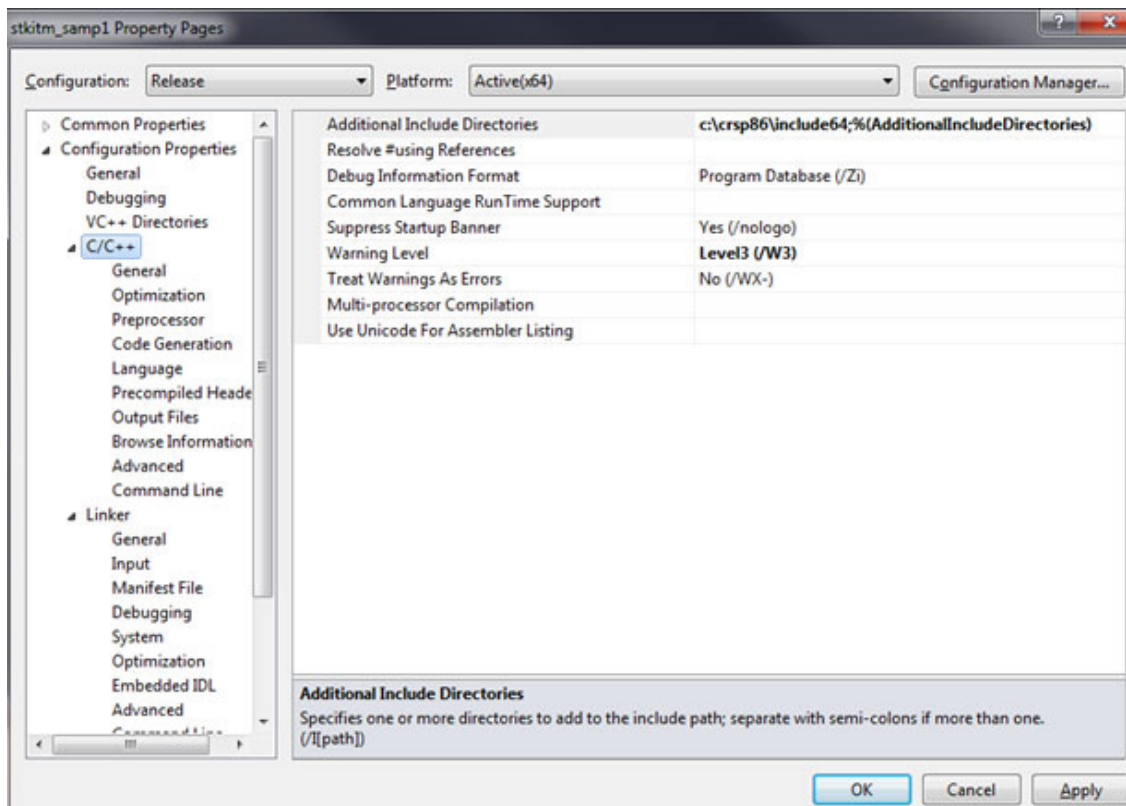 stkitm_samp1 Property Pages
Configuration: Release Platform: Active(x64) Configuration Manager...
Common Properties
Configuration Properties
General
Debugging
VC++ Directories
C/C++
General
Optimization
Preprocessor
Code Generation
Language
Precompiled Heade
Output Files
Browse Information
Advanced
Command Line
Linker
General
Input
Manifest File
Debugging
System
Optimization
Embedded IDL
Advanced
Command Line
Additional Include Directories c:\crsp86\include64;%(AdditionalIncludeDirectories)
Resolve #using References
Debug Information Format Program Database (/Zi)
Common Language RunTime Support
Suppress Startup Banner Yes (/nologo)
Warning Level Level3 (/W3)
Treat Warnings As Errors No (/WX-)
Multi-processor Compilation
Use Unicode For Assembler Listing
Additional Include Directories
Specifies one or more directories to add to the include path; separate with semi-colons if more than one.
(/I[path])
OK Cancel Apply